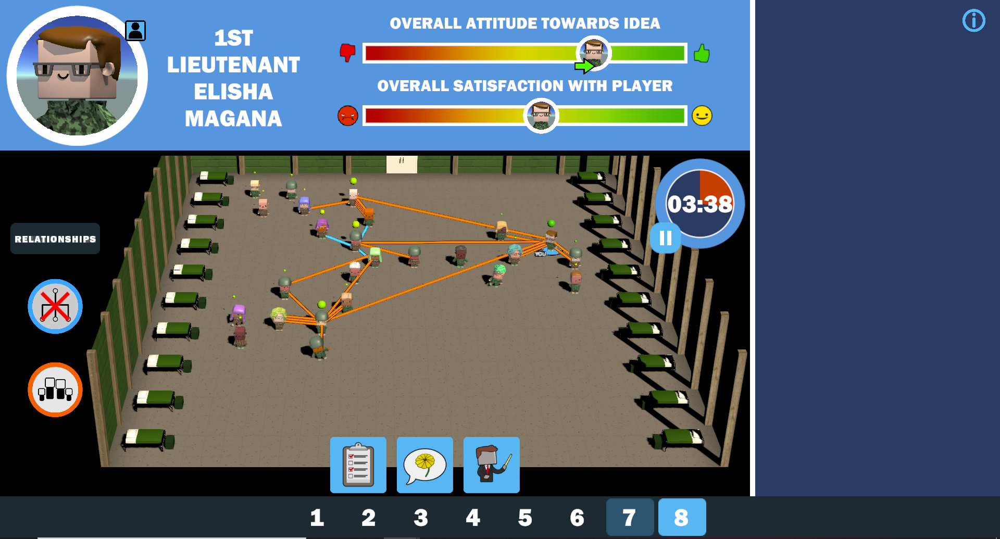 1ST
LIEUTENANT
ELISHA
MAGANA
OVERALL ATTITUDE TOWARDS IDEA
OVERALL SATISFACTION WITH PLAYER
03:38
RELATIONSHIPS
YOU
1 2 3 4 5 6 7 8